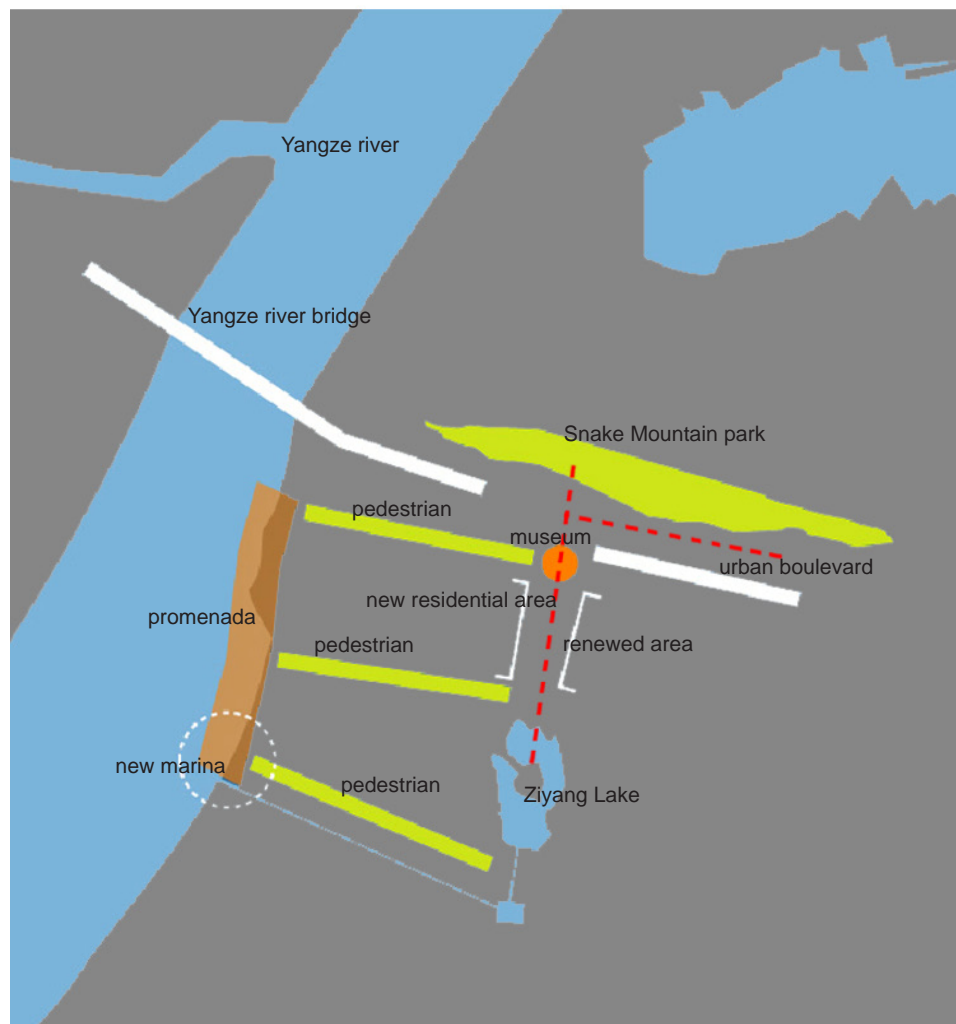 Yangze river
Yangze river bridge
Snake Mountain park
pedestrian
museum
urban boulevard
new residential area
promenada
pedestrian
renewed area
new marina
pedestrian
Ziyang Lake